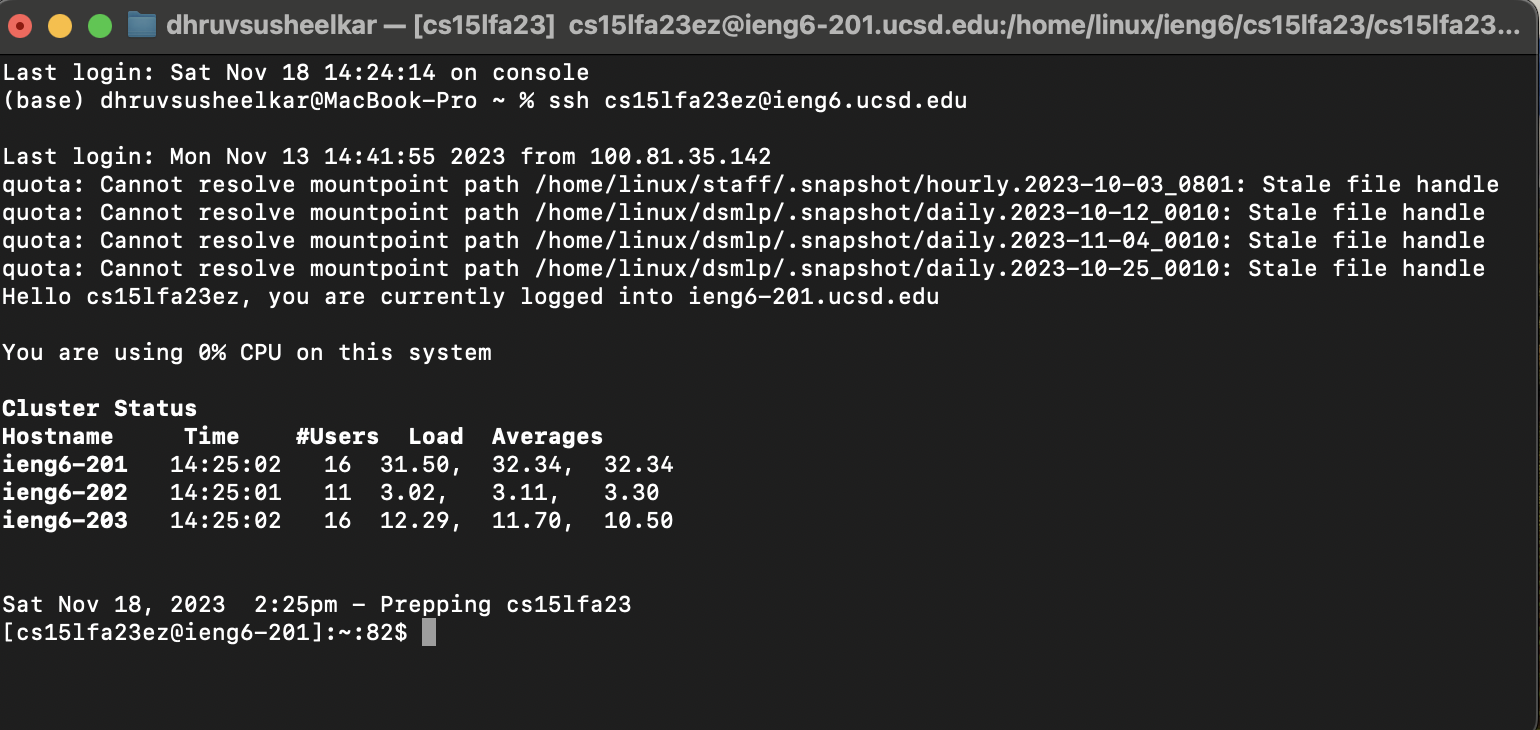 dhruvsusheelkar — [cs15lfa23] cs15lfa23ez@ieng6-201.ucsd.edu:/home/linux/ieng6/cs15lfa23/cs15lfa23...
Last login: Sat Nov 18 14:24:14 on console
(base) dhruvsusheelkar@MacBook-Pro ~ % ssh cs15lfa23ez@ieng6.ucsd.edu
Last login: Mon Nov 13 14:41:55 2023 from 100.81.35.142
quota: Cannot resolve mountpoint path /home/linux/staff/.snapshot/hourly.2023-10-03_0801: Stale file handle
quota: Cannot resolve mountpoint path /home/linux/dsmlp/.snapshot/daily.2023-10-12_0010: Stale file handle
quota: Cannot resolve mountpoint path /home/linux/dsmlp/.snapshot/daily.2023-11-04_0010: Stale file handle
quota: Cannot resolve mountpoint path /home/linux/dsmlp/.snapshot/daily.2023-10-25_0010: Stale file handle
Hello cs15lfa23ez, you are currently logged into ieng6-201.ucsd.edu
You are using 0% CPU on this system
Cluster Status
Hostname     Time    #Users  Load  Averages
ieng6-201   14:25:02   16  31.50,  32.34,  32.34
ieng6-202   14:25:01   11  3.02,   3.11,   3.30
ieng6-203   14:25:02   16  12.29,  11.70,  10.50
Sat Nov 18, 2023  2:25pm - Prepping cs15lfa23
[cs15lfa23ez@ieng6-201]:~:82$